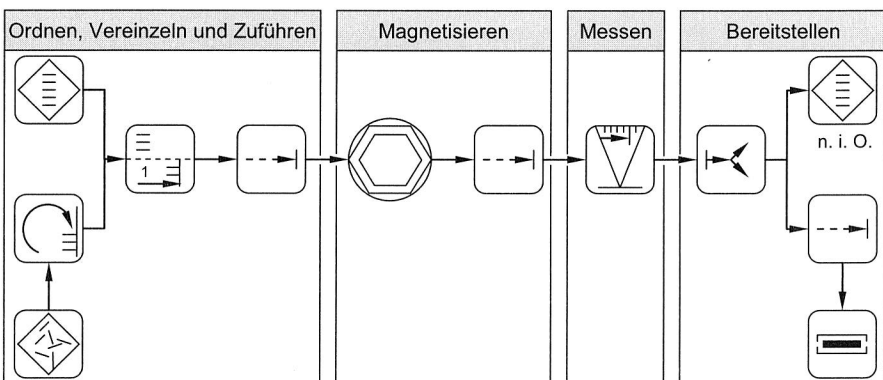 Ordnen, Vereinzeln und Zuführen
Magnetisieren
Messen
Bereitstellen
n. i. O.
1